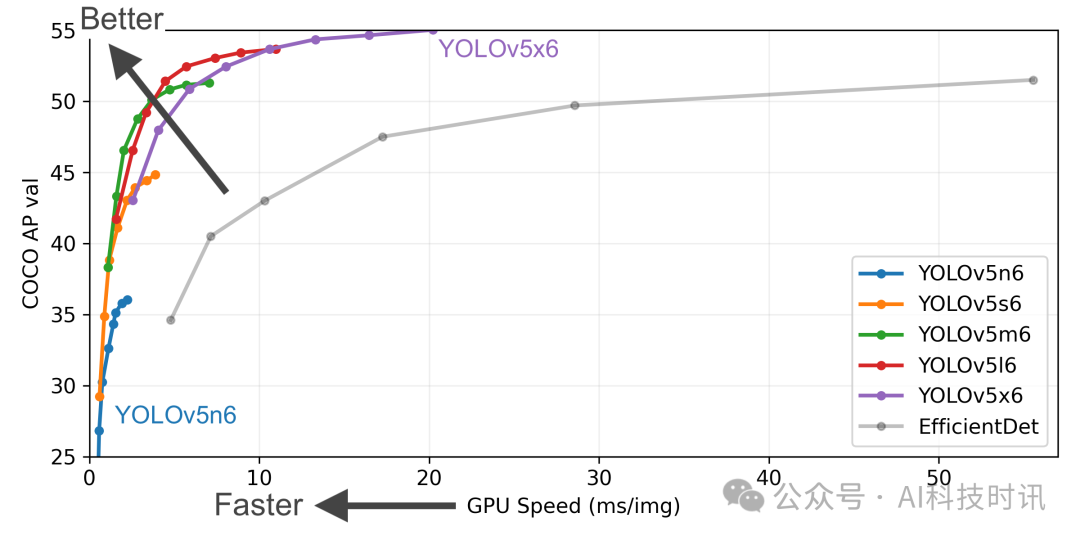 Better
55
50
45
40
35
30
25
COCO AP val
YOLOv5x6
YOLOv5n6
YOLOv5n6
YOLOv5s6
YOLOv5m6
YOLOv5l6
YOLOv5x6
EfficientDet
0 10 20 30 40 50
Faster
GPU Speed (ms/img)
公众号 · AI科技时讯